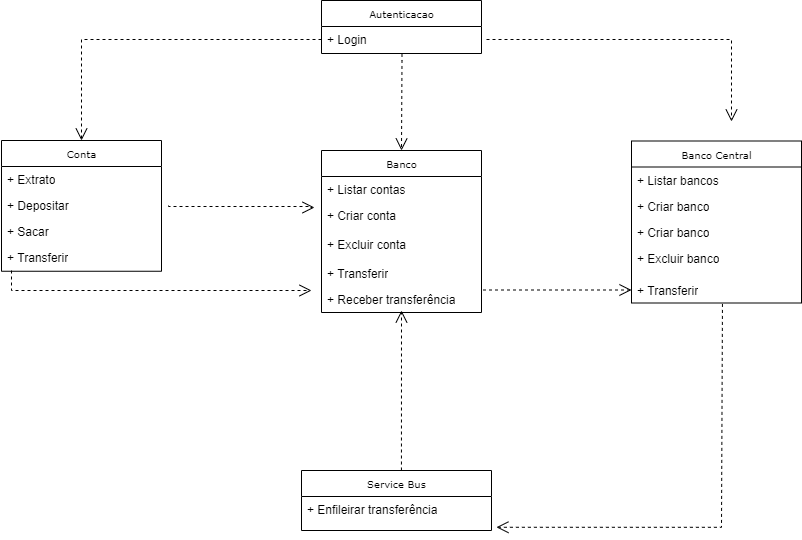 Autenticacao
+ Login
Conta
+ Extrato
+ Depositar
+ Sacar
+ Transferir
Banco
+ Listar contas
+ Criar conta
+ Excluir conta
+ Transferir
+ Receber transferência
Banco Central
+ Listar bancos
+ Criar banco
+ Criar banco
+ Excluir banco
+ Transferir
Service Bus
+ Enfileirar transferência